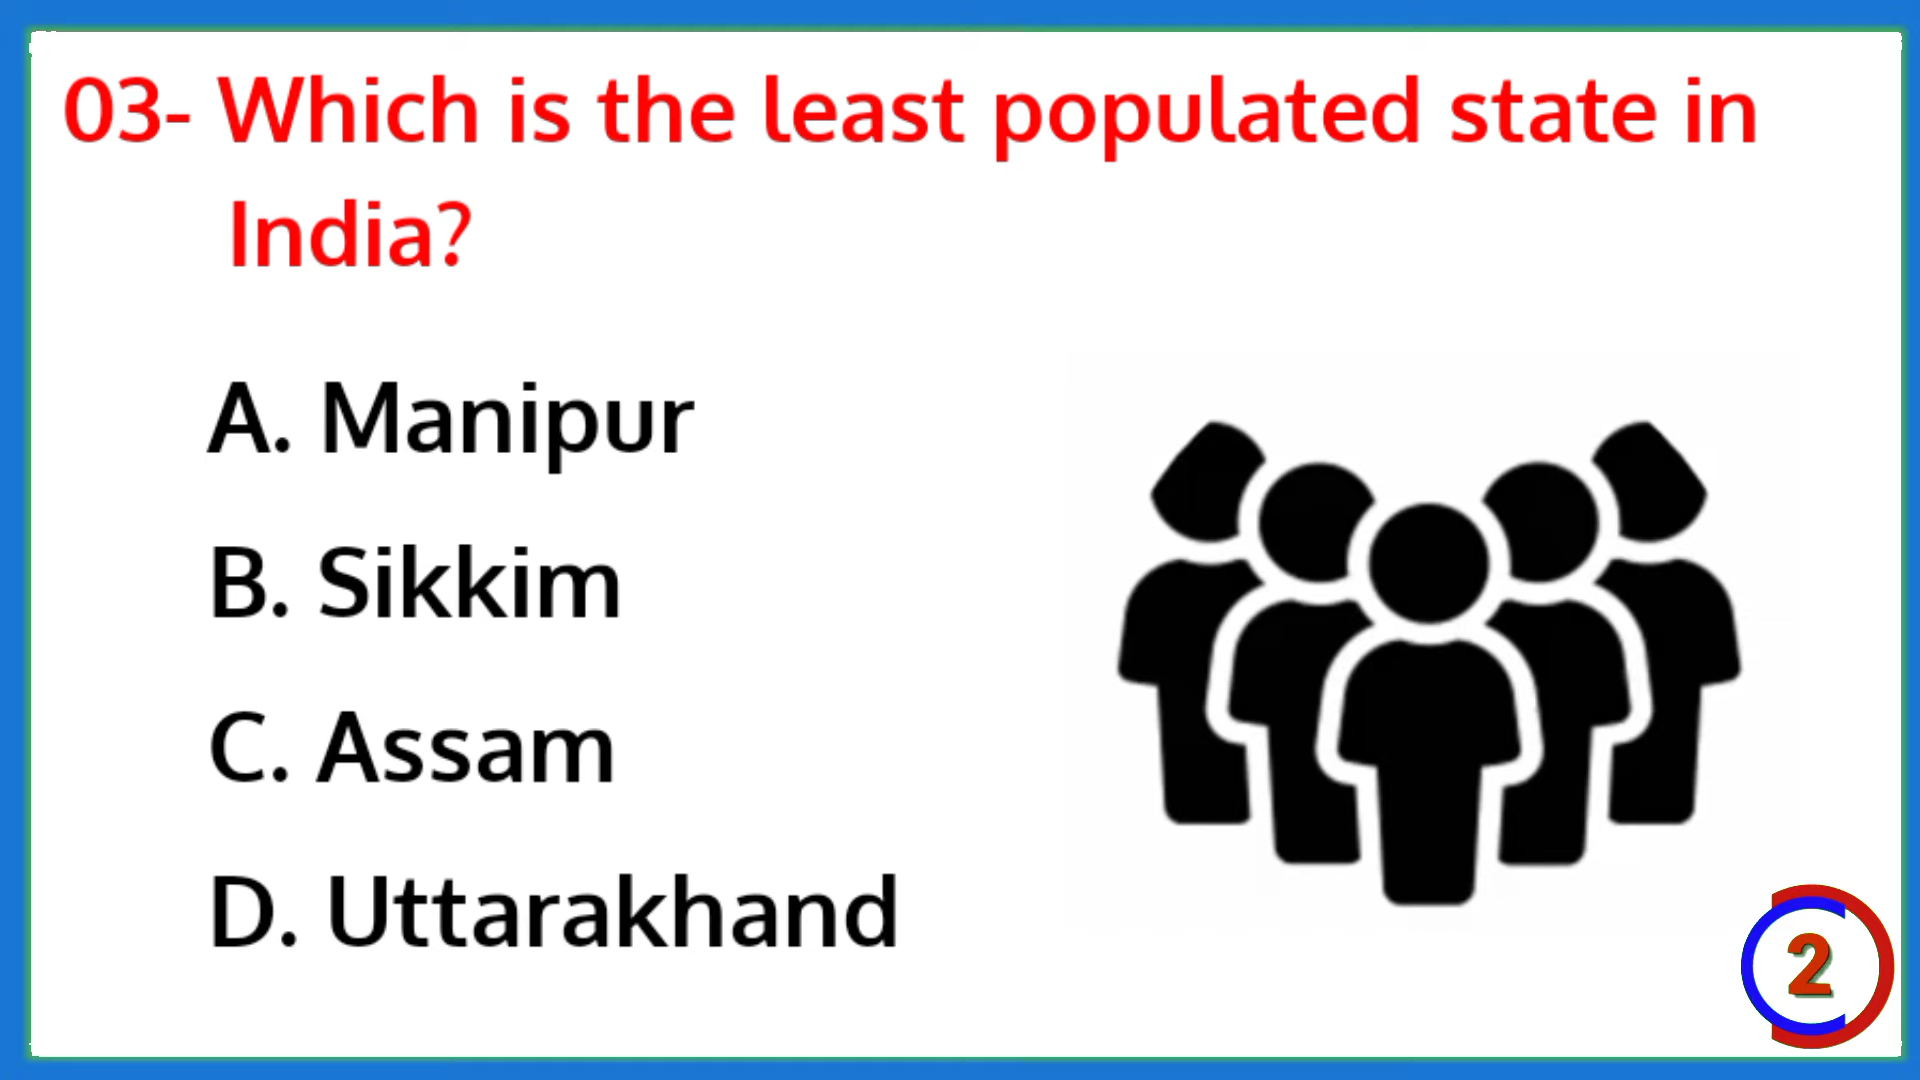 03- Which is the least populated state in
India?
A. Manipur
B. Sikkim
C. Assam
D. Uttarakhand
2